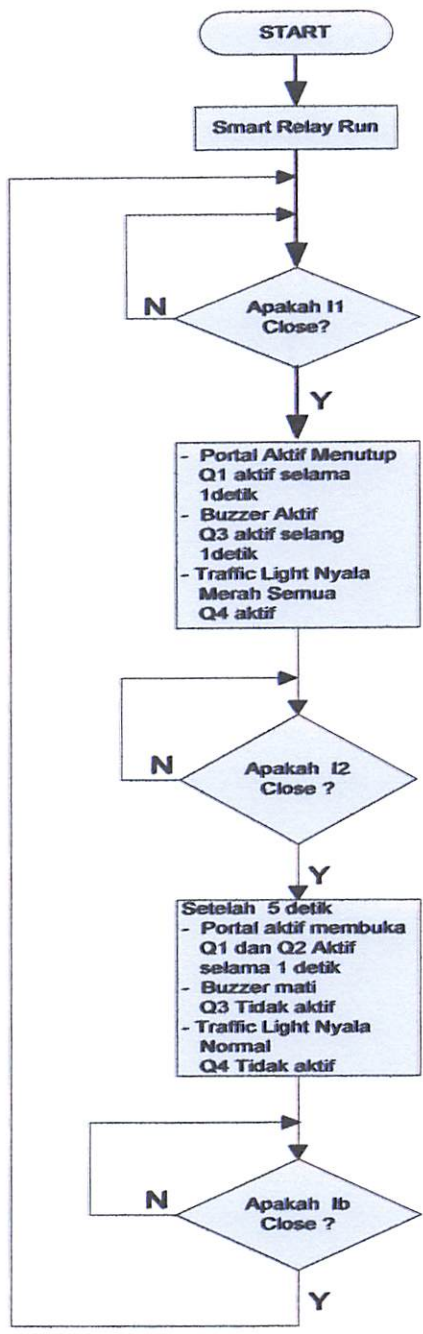 START
Smart Relay Run
Apakah I1
Close?
N
Y
- Portal Aktif Menutup
Q1 aktif selama
1detik
- Buzzer Aktif
Q3 aktif selang
1detik
- Traffic Light Nyala
Merah Semua
Q4 aktif
Apakah I2
Close ?
N
Y
Setelah 5 detik
- Portal aktif membuka
Q1 dan Q2 Aktif
selama 1 detik
- Buzzer mati
Q3 Tidak aktif
- Traffic Light Nyala
Normal
Q4 Tidak aktif
Apakah Ib
Close ?
N
Y